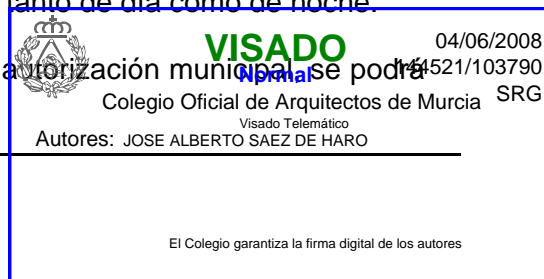 tanto de día como de noche.
VISADO 04/06/2008
autorización municipal se podrá 144521/103790
Normal
Colegio Oficial de Arquitectos de Murcia SRG
Visado Telemático
Autores: JOSE ALBERTO SAEZ DE HARO
El Colegio garantiza la firma digital de los autores